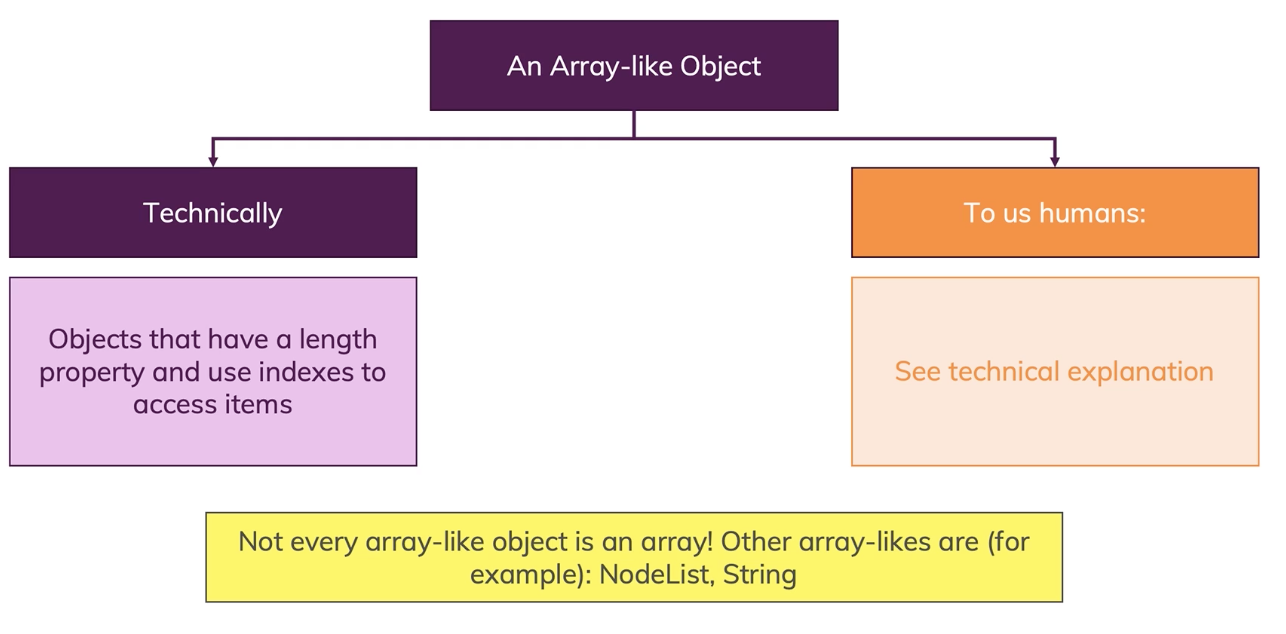 An Array-like Object
Technically
To us humans:
Objects that have a length
property and use indexes to
access items
See technical explanation
Not every array-like object is an array! Other array-likes are (for
example): NodeList, String